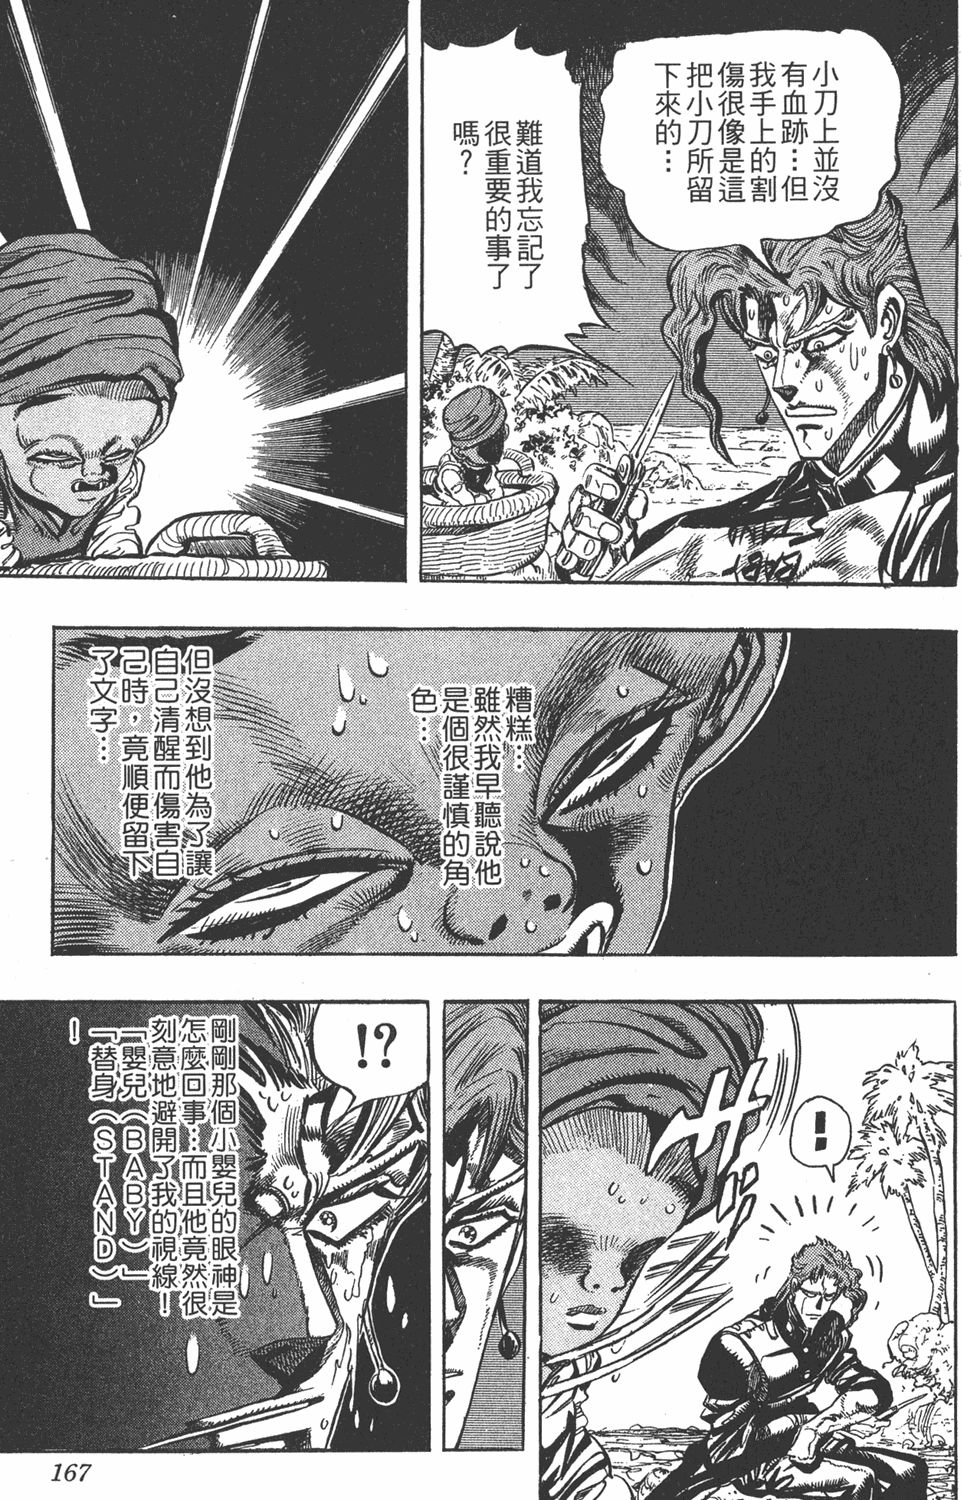 小刀上並沒
有血跡…但
我手上的割
傷很像是這
把小刀所留
下來的…
難道我忘記了
很重要的事了
嗎？
糟糕…
雖然我早聽說他
是個很謹慎的角
色…
但沒想到他為了讓
自己清醒而傷害自
己時，竟順便留下
了文字…
！
ザッ
!?
剛剛那個小嬰兒的眼神是
怎麼回事…而且他竟然很
刻意地避開了我的視線！
「嬰兒（BABY）」
「替身（STAND）」
！
167